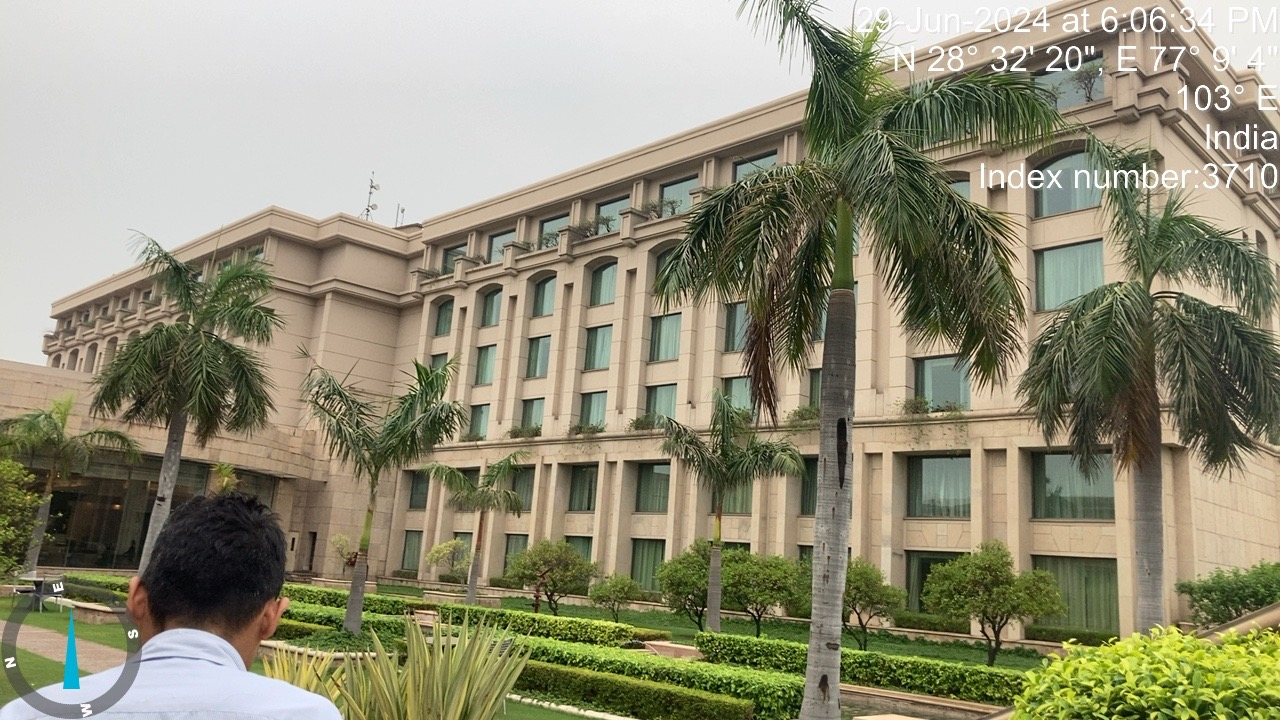 29-Jun-2024 at 6:06:34 PM
N 28° 32' 20", E 77° 9' 4"
103° E
India
Index number:3710
E
S
N
W